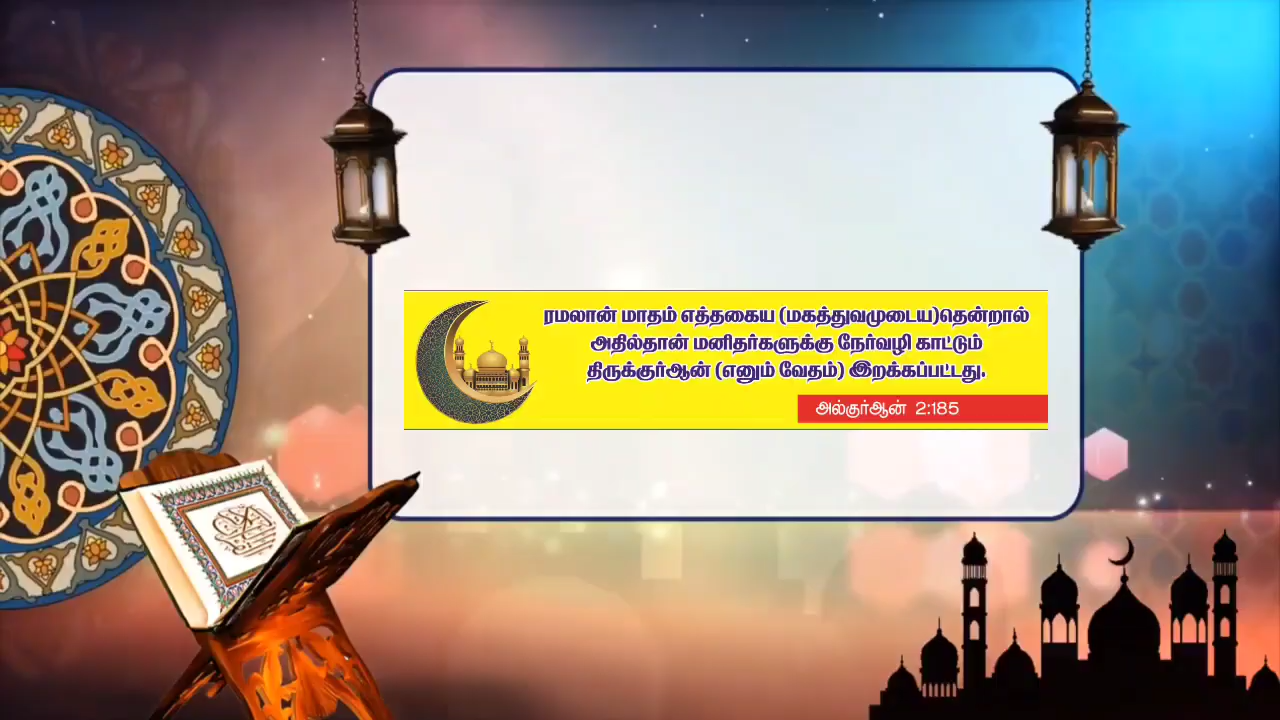 ரமலான் மாதம் எத்தகைய (மகத்துவமுடைய)தென்றால்
அதில்தான் மனிதர்களுக்கு நேர்வழி காட்டும்
திருக்குர்ஆன் (எனும் வேதம்) இறக்கப்பட்டது.
அல்குர்ஆன் 2:185